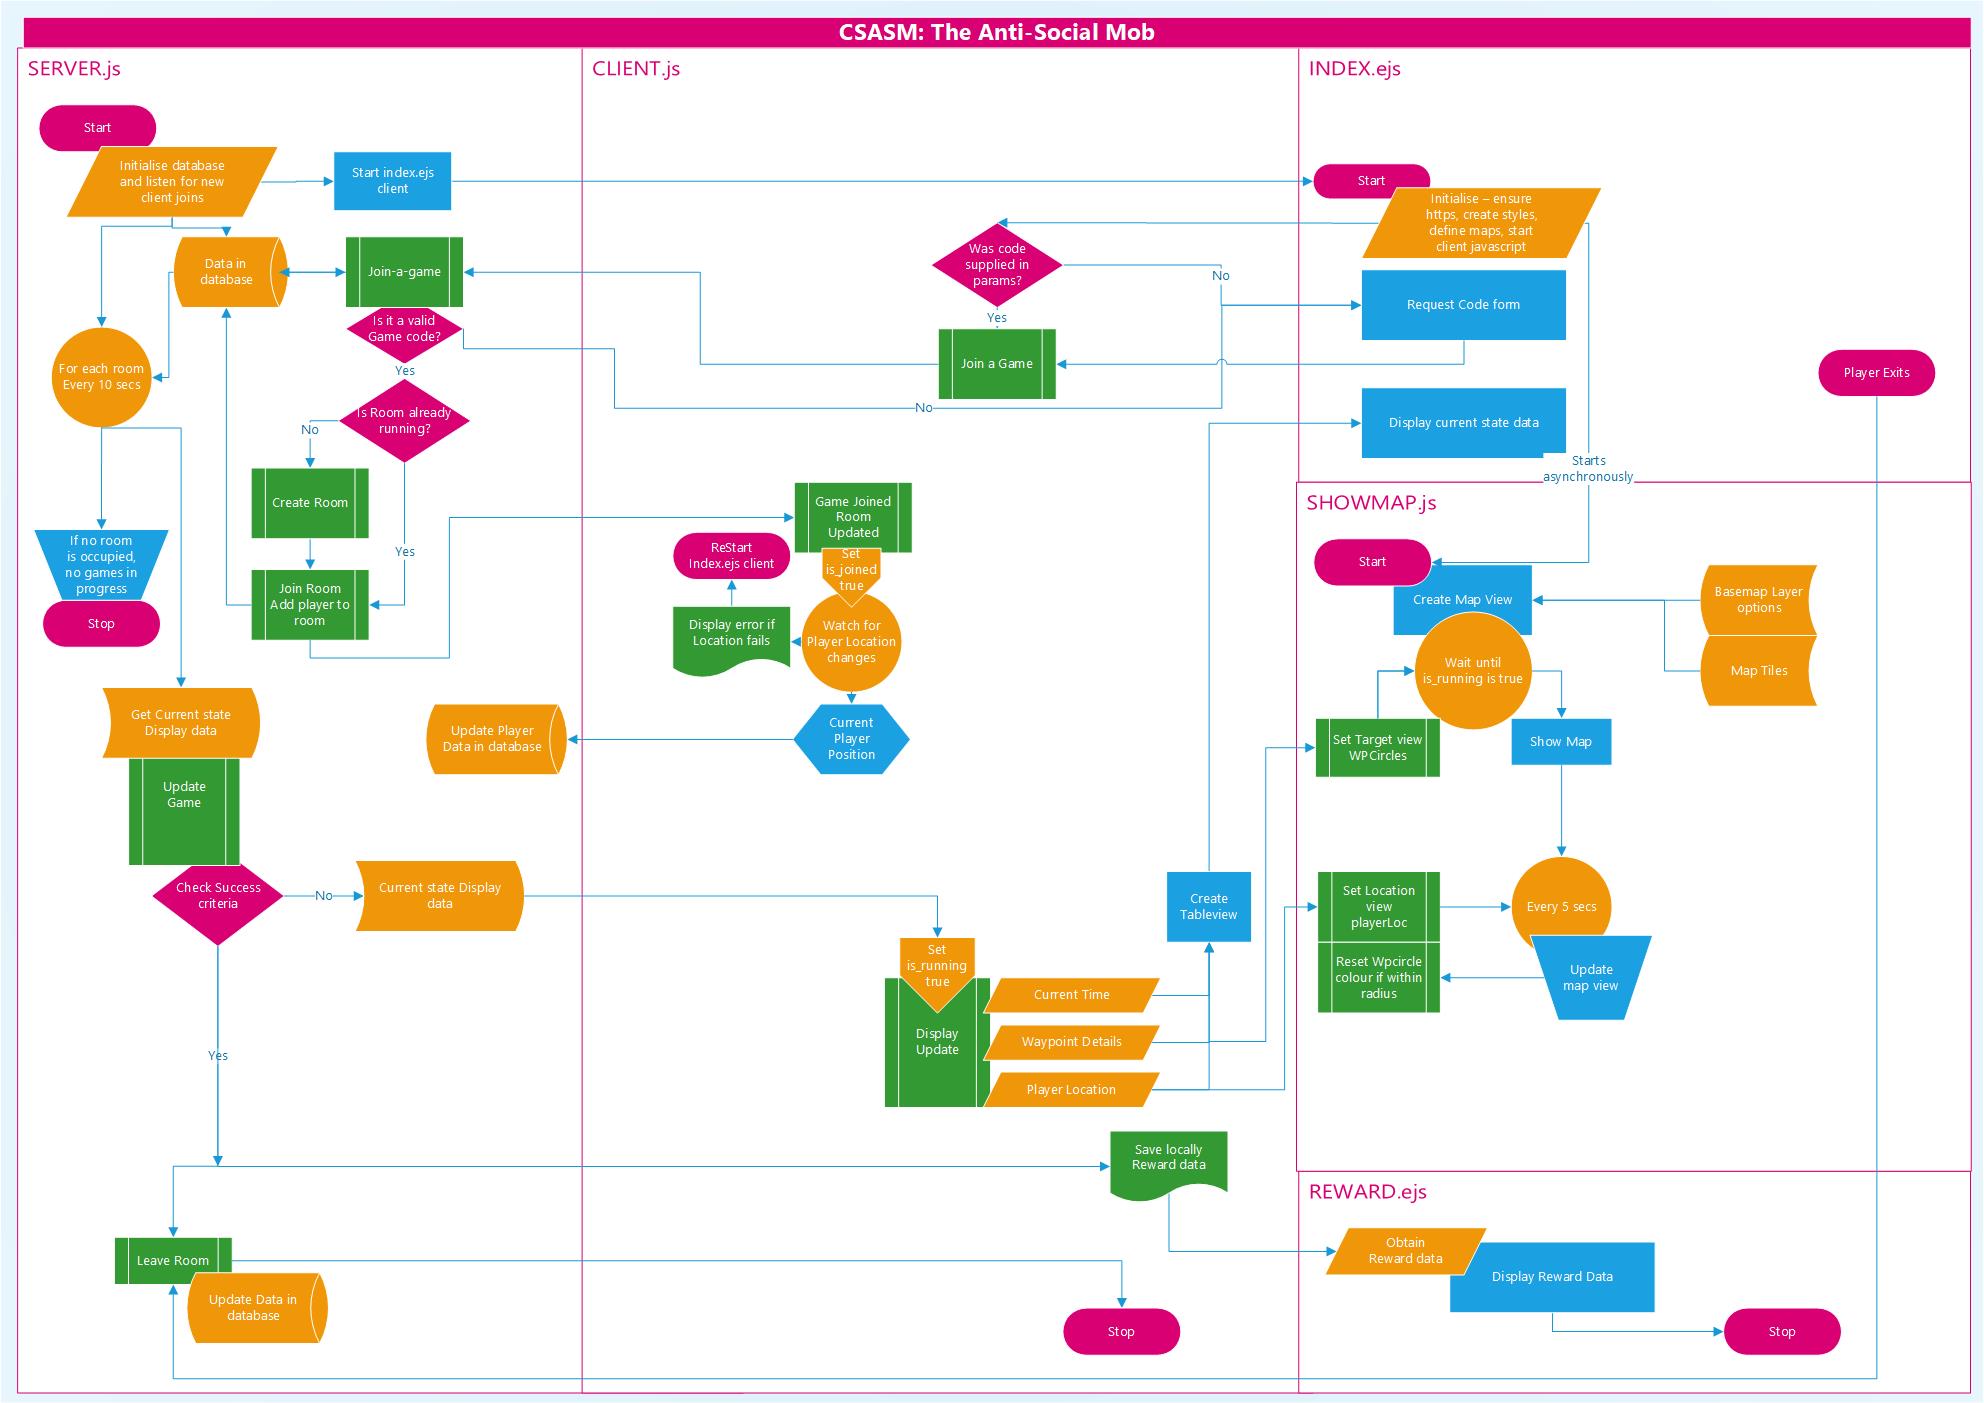 CSASM: The Anti-Social Mob
SERVER.js
Start
Initialise database
and listen for new
client joins
Start index.ejs
client
Data in
database
Join-a-game
Is it a valid
Game code?
Yes
For each room
Every 10 secs
Is Room already
running?
No
Create Room
Yes
If no room
is occupied,
no games in
progress
Stop
Join Room
Add player to
room
Get Current state
Display data
Update Player
Data in database
Update
Game
Check Success
criteria
No
Current state Display
data
Yes
Leave Room
Update Data in
database
CLIENT.js
Was code
supplied in
params?
No
Yes
Join a Game
No
Game Joined
Room
Updated
ReStart
Index.ejs client
Set
is_joined
true
Display error if
Location fails
Watch for
Player Location
changes
Current
Player
Position
Create
Tableview
Set
is_running
true
Display
Update
Current Time
Waypoint Details
Player Location
Save locally
Reward data
Stop
INDEX.ejs
Start
Initialise – ensure
https, create styles,
define maps, start
client javascript
Request Code form
Player Exits
Display current state data
Starts
asynchronously
SHOWMAP.js
Start
Create Map View
Basemap Layer
options
Wait until
is_running is true
Map Tiles
Set Target view
WPCircles
Show Map
Set Location
view
playerLoc
Every 5 secs
Reset Wpcircle
colour if within
radius
Update
map view
REWARD.ejs
Obtain
Reward data
Display Reward Data
Stop